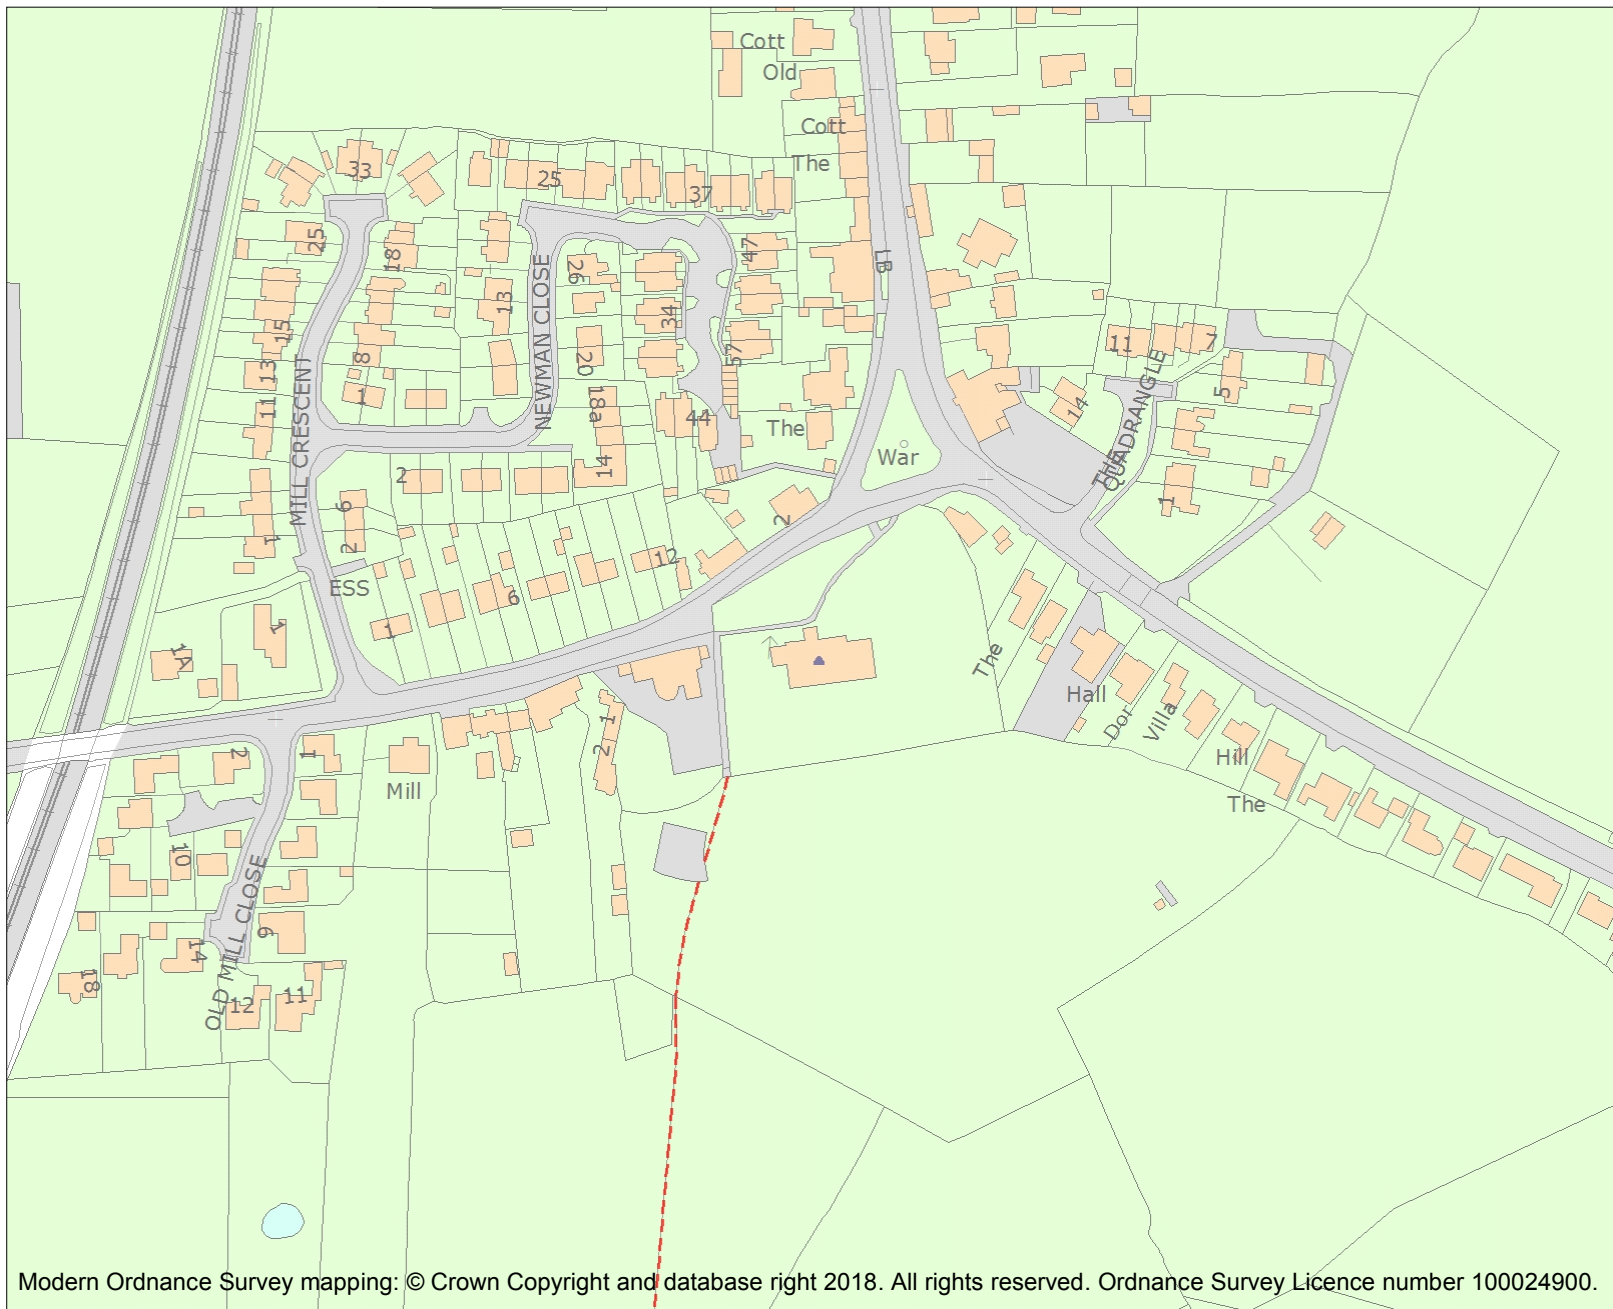 Cott
Old
Cott
The
33
25
37
25
18
47
LB
26
13
NEWMAN CLOSE
34
15
8
20
57
11
7
THE QUADRANGLE
5
13
MILL CRESCENT
1
11
18a
44
The
14
War
2
14
1
6
2
1
2
12
ESS
6
1
1
1A
The
Hall
Dor
Villa
1
2
2
1
Hill
Mill
The
10
OLD MILL CLOSE
9
14
18
12
11
Modern Ordnance Survey mapping: © Crown Copyright and database right 2018. All rights reserved. Ordnance Survey Licence number 100024900.